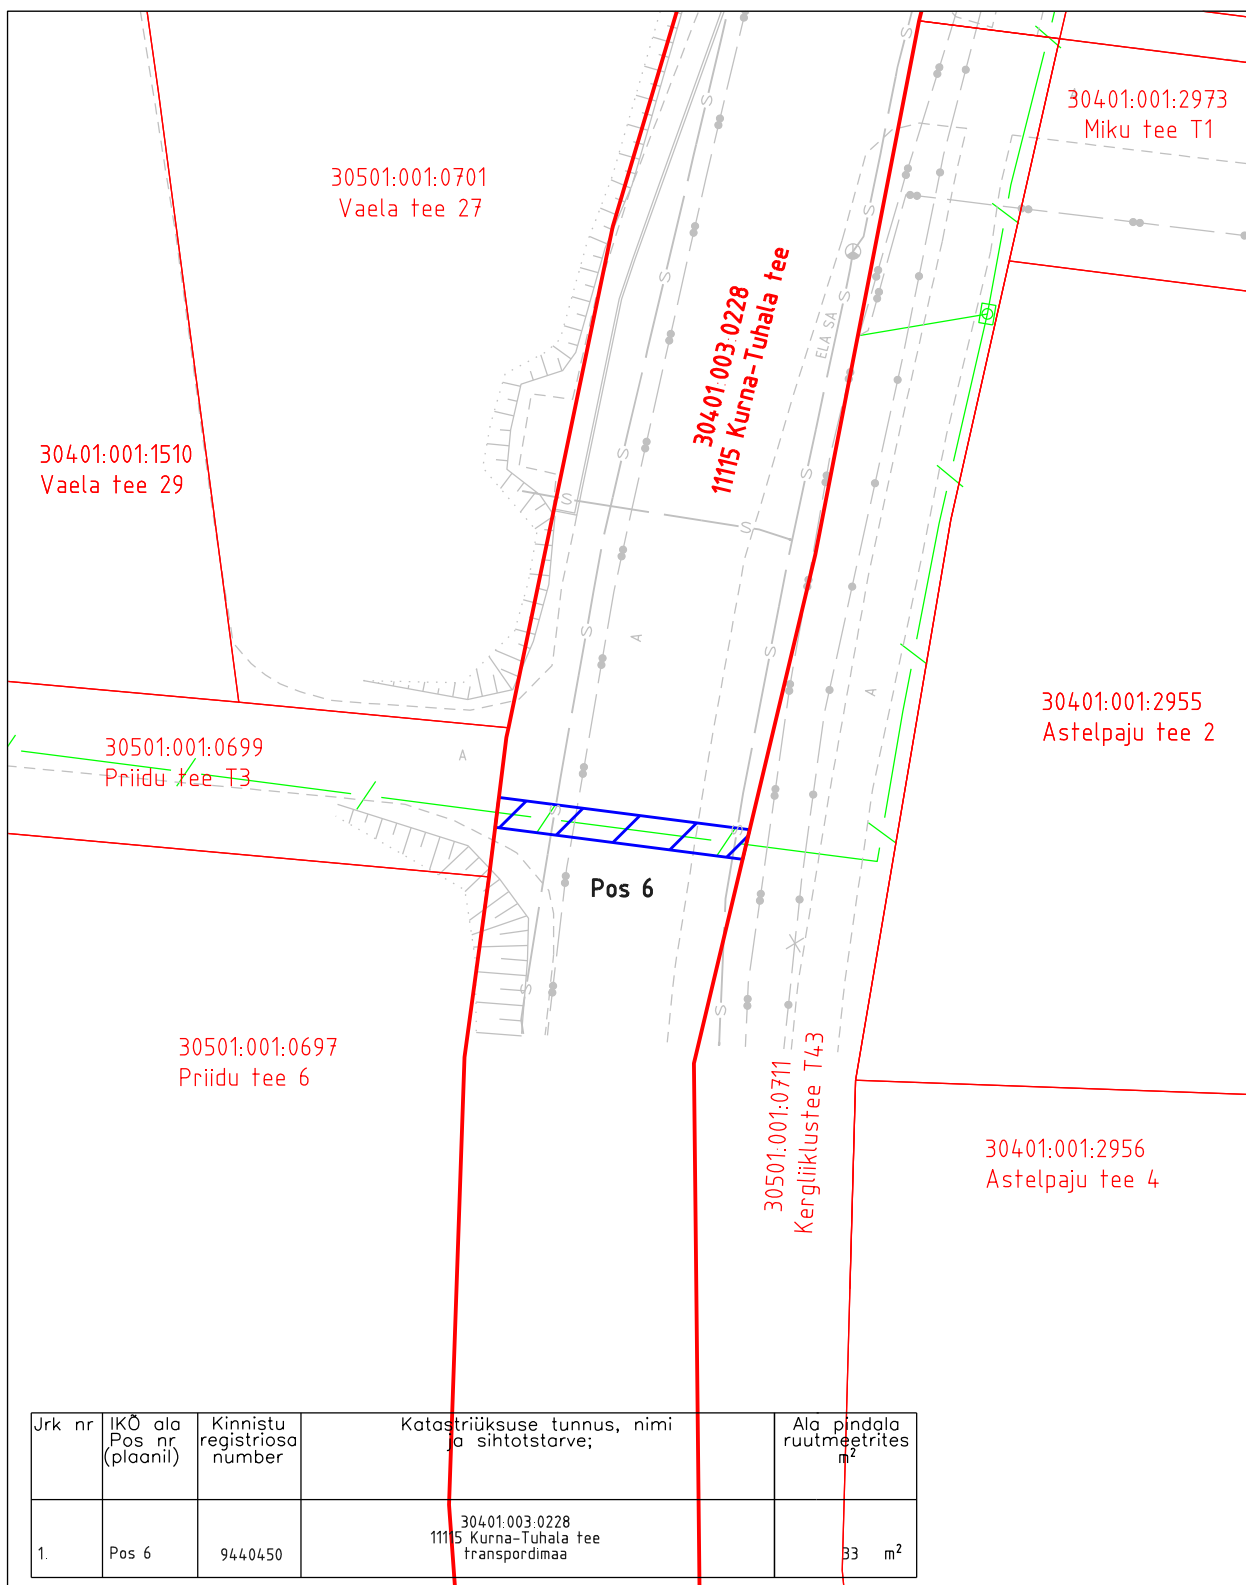 30401:001:2973
Miku tee T1
30501:001:0701
Vaela tee 27
30401:003:0228
11115 Kurna-Tuhala tee
ELA SA
30401:001:1510
Vaela tee 29
30401:001:2955
Astelpaju tee 2
30501:001:0699
Priidu tee T3
Pos 6
30501:001:0697
Priidu tee 6
30501:001:0711
Kergliiklustee T43
30401:001:2956
Astelpaju tee 4
Jrk nr
IKÕ ala
Pos nr
(plaanil)
Kinnistu
registriosa
number
Katastriüksuse tunnus, nimi
ja sihtotstarve;
Ala pindala
ruutmeetrites
m²
1.
Pos 6
9440450
30401:003:0228
11115 Kurna-Tuhala tee
transpordimaa
33 m²